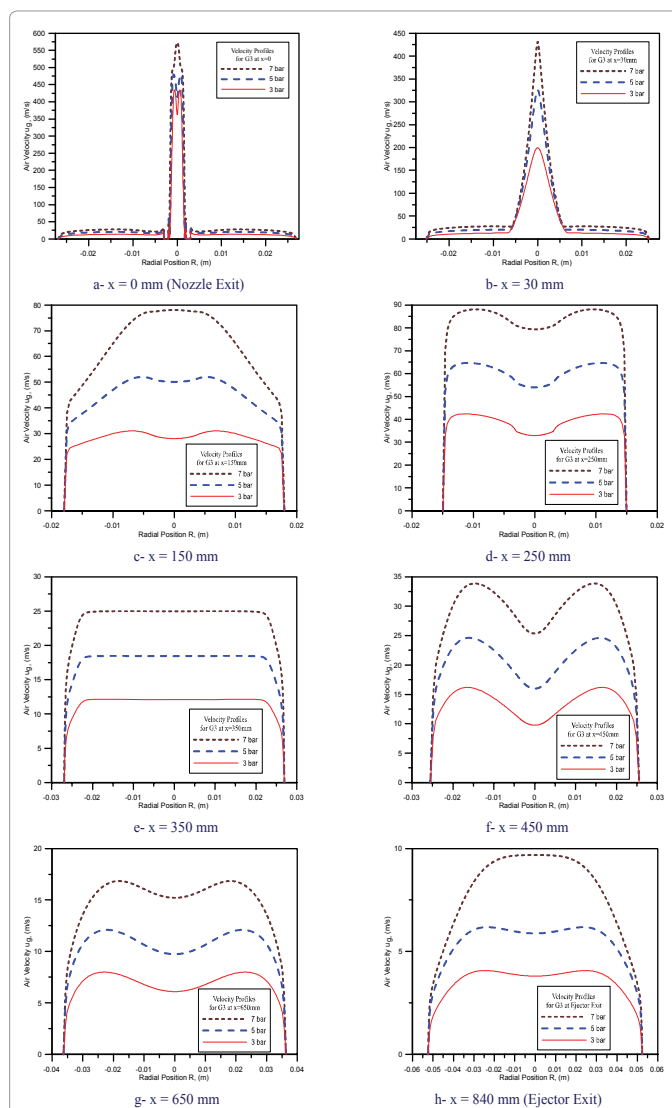 600
550
500
450
400
350
300
250
200
150
100
50
0
Air Velocity ug, (m/s)
Velocity Profiles
for G3 at x=0
7 bar
5 bar
3 bar
-0.02 -0.01 0 0.01 0.02
Radial Position R, (m)
a- x = 0 mm (Nozzle Exit)
450
400
350
300
250
200
150
100
50
0
Air Velocity ug, (m/s)
Velocity Profiles
for G3 at x=30mm
7 bar
5 bar
3 bar
-0.02 -0.01 0 0.01 0.02
Radial Position R, (m)
b- x = 30 mm
80
70
60
50
40
30
20
10
0
Air Velocity ug, (m/s)
Velocity Profiles
for G3 at x=150mm
7 bar
5 bar
3 bar
-0.02 -0.01 0 0.01 0.02
Radial Position R, (m)
c- x = 150 mm
90
80
70
60
50
40
30
20
10
0
Air Velocity ug, (m/s)
Velocity Profiles
for G3 at x=250mm
7 bar
5 bar
3 bar
-0.02 -0.01 0 0.01 0.02
Radial Position R, (m)
d- x = 250 mm
30
25
20
15
10
5
0
Air Velocity ug, (m/s)
Velocity Profiles
for G3 at x=350mm
7 bar
5 bar
3 bar
-0.03 -0.02 -0.01 0 0.01 0.02 0.03
Radial Position R, (m)
e- x = 350 mm
35
30
25
20
15
10
5
0
Air Velocity ug, (m/s)
Velocity Profiles
for G3 at x=450mm
7 bar
5 bar
3 bar
-0.03 -0.02 -0.01 0 0.01 0.02 0.03
Radial Position R, (m)
f- x = 450 mm
20
15
10
5
0
Air Velocity ug, (m/s)
Velocity Profiles
for G3 at x=650mm
7 bar
5 bar
3 bar
-0.04 -0.03 -0.02 -0.01 0 0.01 0.02 0.03 0.04
Radial Position R, (m)
g- x = 650 mm
10
5
0
Air Velocity ug, (m/s)
Velocity Profiles
for G3 at Ejector Exit
7 bar
5 bar
3 bar
-0.06 -0.05 -0.04 -0.03 -0.02 -0.01 0 0.01 0.02 0.03 0.04 0.05 0.06
Radial Position R, (m)
h- x = 840 mm (Ejector Exit)